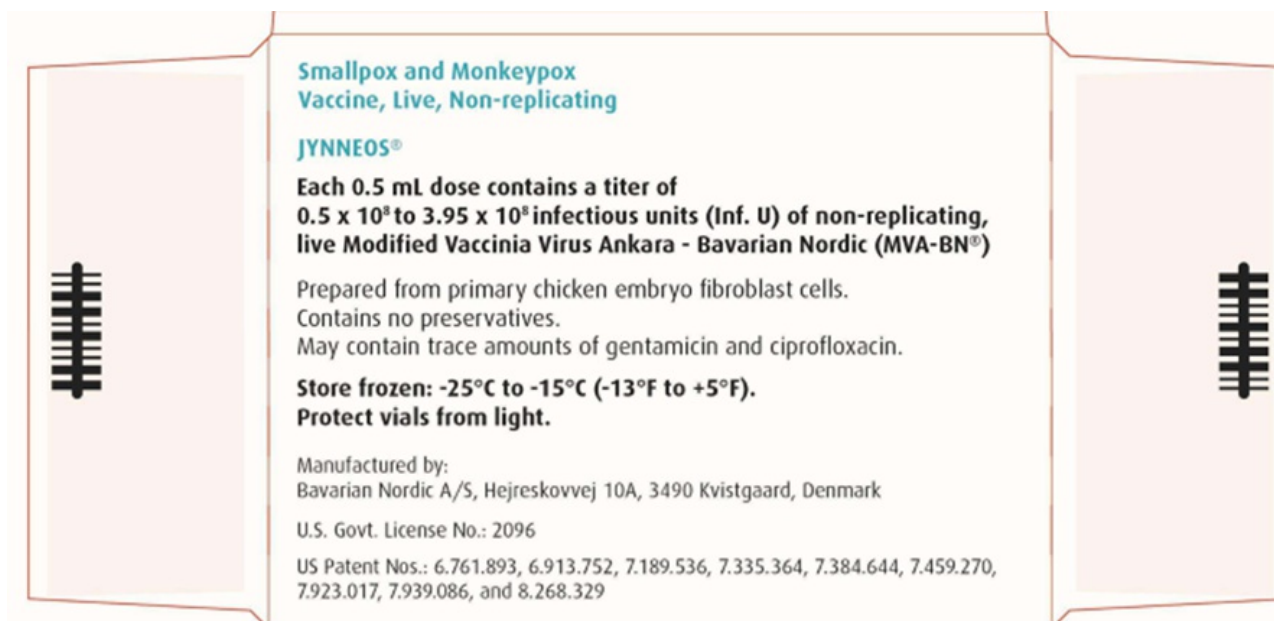 Smallpox and Monkeypox
Vaccine, Live, Non-replicating
JYNNEOS®
Each 0.5 mL dose contains a titer of
0.5 x 10⁸ to 3.95 x 10⁸ infectious units (Inf. U) of non-replicating,
live Modified Vaccinia Virus Ankara - Bavarian Nordic (MVA-BN®)
Prepared from primary chicken embryo fibroblast cells.
Contains no preservatives.
May contain trace amounts of gentamicin and ciprofloxacin.
Store frozen: -25°C to -15°C (-13°F to +5°F).
Protect vials from light.
Manufactured by:
Bavarian Nordic A/S, Hejreskovvej 10A, 3490 Kvistgaard, Denmark
U.S. Govt. License No.: 2096
US Patent Nos.: 6.761.893, 6.913.752, 7.189.536, 7.335.364, 7.384.644, 7.459.270,
7.923.017, 7.939.086, and 8.268.329